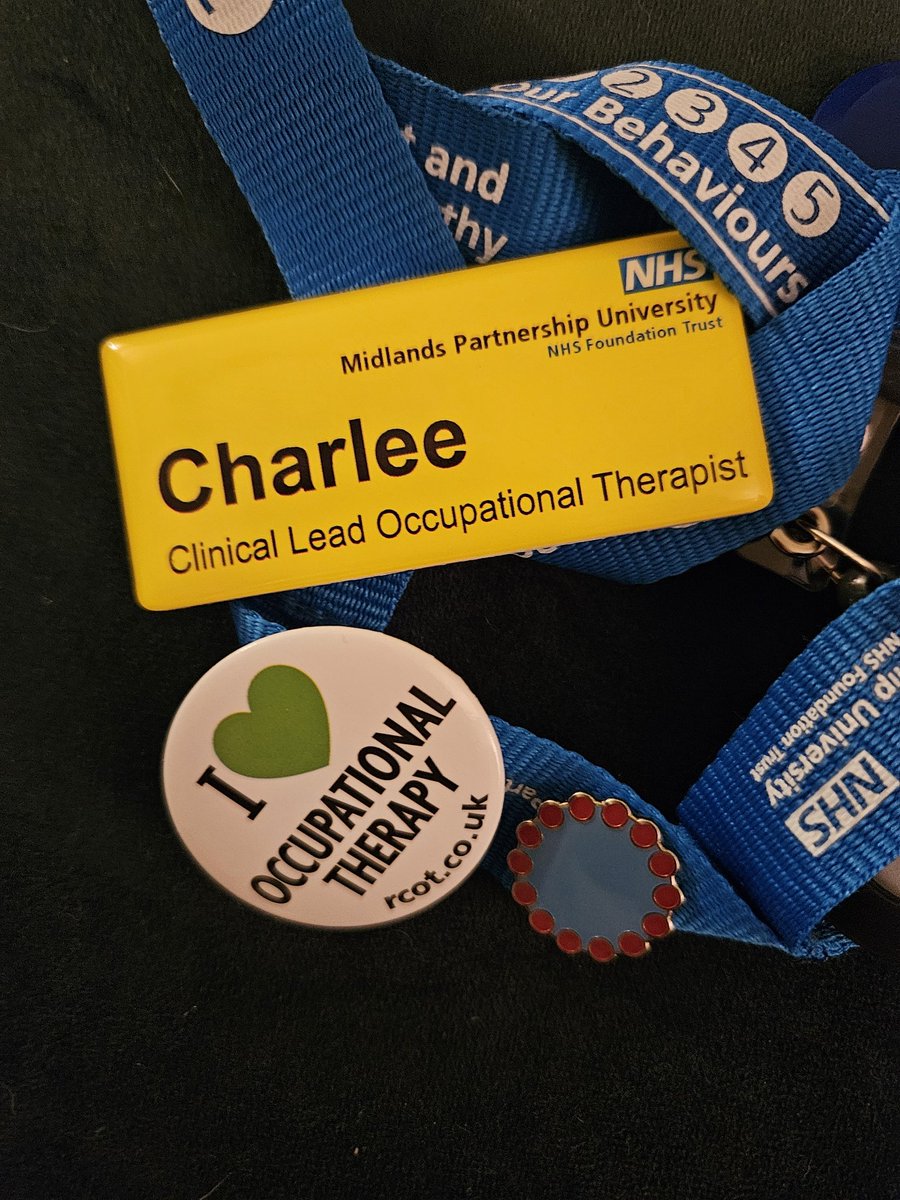 2 3 4 5
Our Behaviours
and
NHS
Midlands Partnership University
NHS Foundation Trust
Charlee
Clinical Lead Occupational Therapist
I
OCCUPATIONAL
THERAPY
rcot.co.uk
University
NHS Foundation Trust
NHS